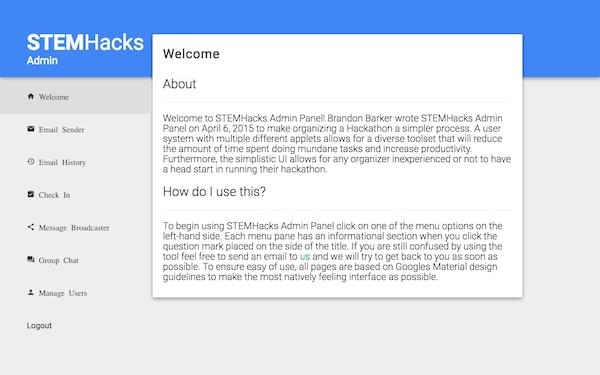 STEMHacks
Admin
Welcome
Email Sender
Email History
Check In
Message Broadcaster
Group Chat
Manage Users
Logout
Welcome
About
Welcome to STEMHacks Admin Panel! Brandon Barker wrote STEMHacks Admin
Panel on April 6, 2015 to make organizing a Hackathon a simpler process. A user
system with multiple different applets allows for a diverse toolset that will reduce
the amount of time spent doing mundane tasks and increase productivity.
Furthermore, the simplistic UI allows for any organizer inexperienced or not to have
a head start in running their hackathon.
How do I use this?
To begin using STEMHacks Admin Panel click on one of the menu options on the
left-hand side. Each menu pane has an informational section when you click the
question mark placed on the side of the title. If you are still confused by using the
tool feel free to send an email to us and we will try to get back to you as soon as
possible. To ensure easy of use, all pages are based on Googles Material design
guidelines to make the most natively feeling interface as possible.